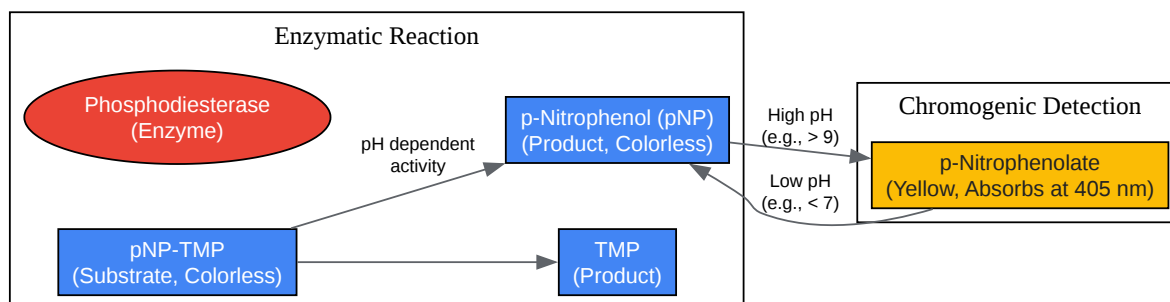 Enzymatic Reaction
Phosphodiesterase
(Enzyme)
pH dependent
activity
p-Nitrophenol (pNP)
(Product, Colorless)
High pH
(e.g., > 9)
Low pH
(e.g., < 7)
Chromogenic Detection
p-Nitrophenolate
(Yellow, Absorbs at 405 nm)
pNP-TMP
(Substrate, Colorless)
TMP
(Product)